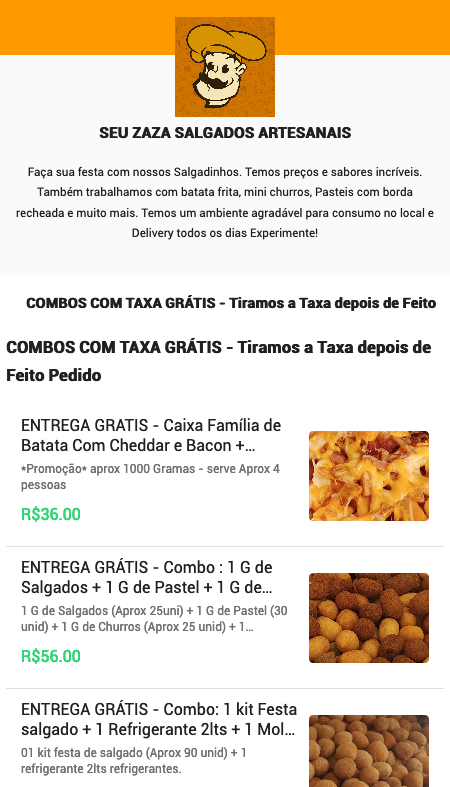 SEU ZAZA SALGADOS ARTESANAIS
Faça sua festa com nossos Salgadinhos. Temos preços e sabores incríveis.
Também trabalhamos com batata frita, mini churros, Pasteis com borda
recheada e muito mais. Temos um ambiente agradável para consumo no local e
Delivery todos os dias Experimente!
COMBOS COM TAXA GRÁTIS - Tiramos a Taxa depois de Feito
COMBOS COM TAXA GRÁTIS - Tiramos a Taxa depois de
Feito Pedido
ENTREGA GRATIS - Caixa Família de
Batata Com Cheddar e Bacon +...
*Promoção* aprox 1000 Gramas - serve Aprox 4
pessoas
R$36.00
ENTREGA GRÁTIS - Combo : 1 G de
Salgados + 1 G de Pastel + 1 G de...
1 G de Salgados (Aprox 25uni) + 1 G de Pastel (30
unid) + 1 G de Churros (Aprox 25 unid) + 1...
R$56.00
ENTREGA GRÁTIS - Combo: 1 kit Festa
salgado + 1 Refrigerante 2lts + 1 Mol...
01 kit festa de salgado (Aprox 90 unid) + 1
refrigerante 2lts refrigerantes.